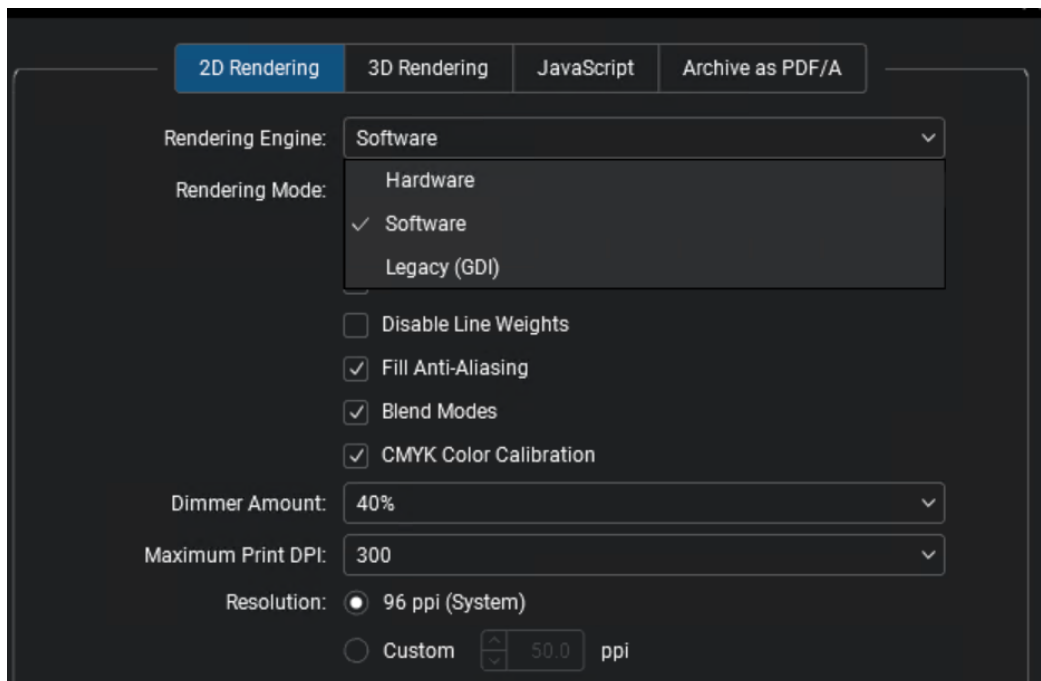 2D Rendering 3D Rendering JavaScript Archive as PDF/A
Rendering Engine: Software
Hardware
Rendering Mode:
Software
Legacy (GDI)
Disable Line Weights
Fill Anti-Aliasing
Blend Modes
CMYK Color Calibration
Dimmer Amount: 40%
Maximum Print DPI: 300
Resolution: 96 ppi (System)
Custom 50.0 ppi